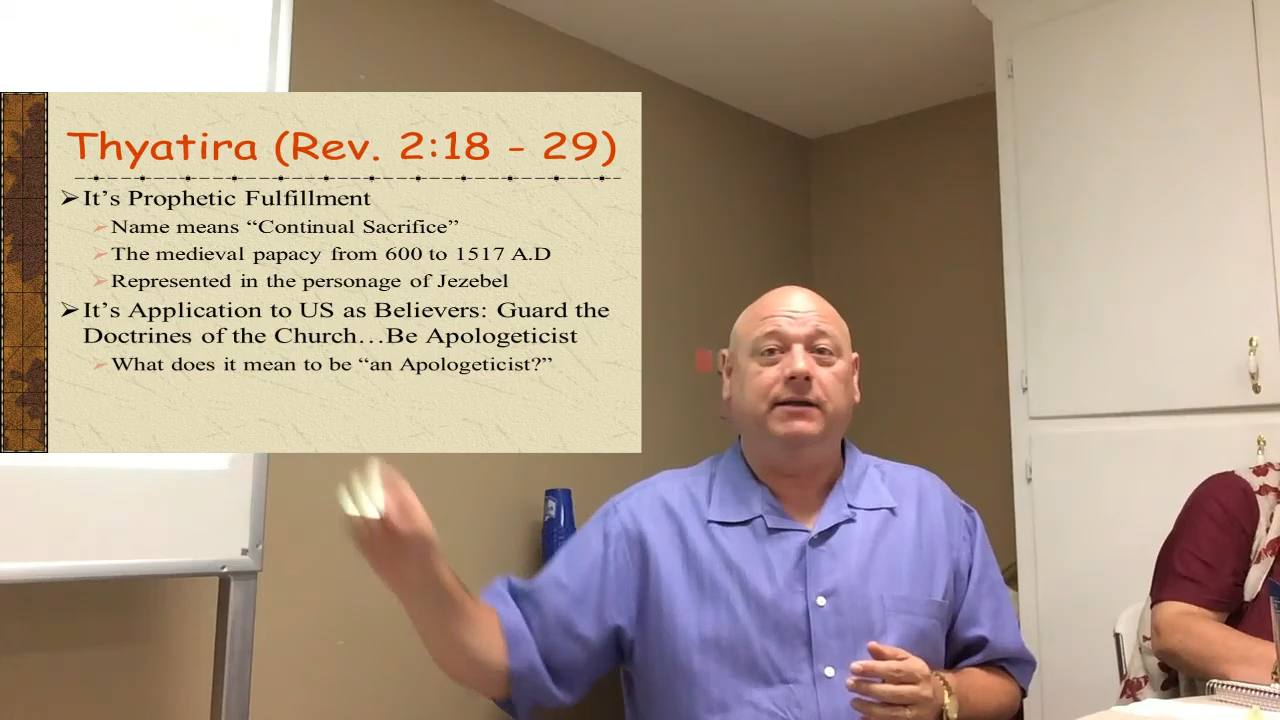 Thyatira (Rev. 2:18 - 29)
It's Prophetic Fulfillment
Name means “Continual Sacrifice”
The medieval papacy from 600 to 1517 A.D
Represented in the personage of Jezebel
It's Application to US as Believers: Guard the
Doctrines of the Church…Be Apologeticist
What does it mean to be “an Apologeticist?”